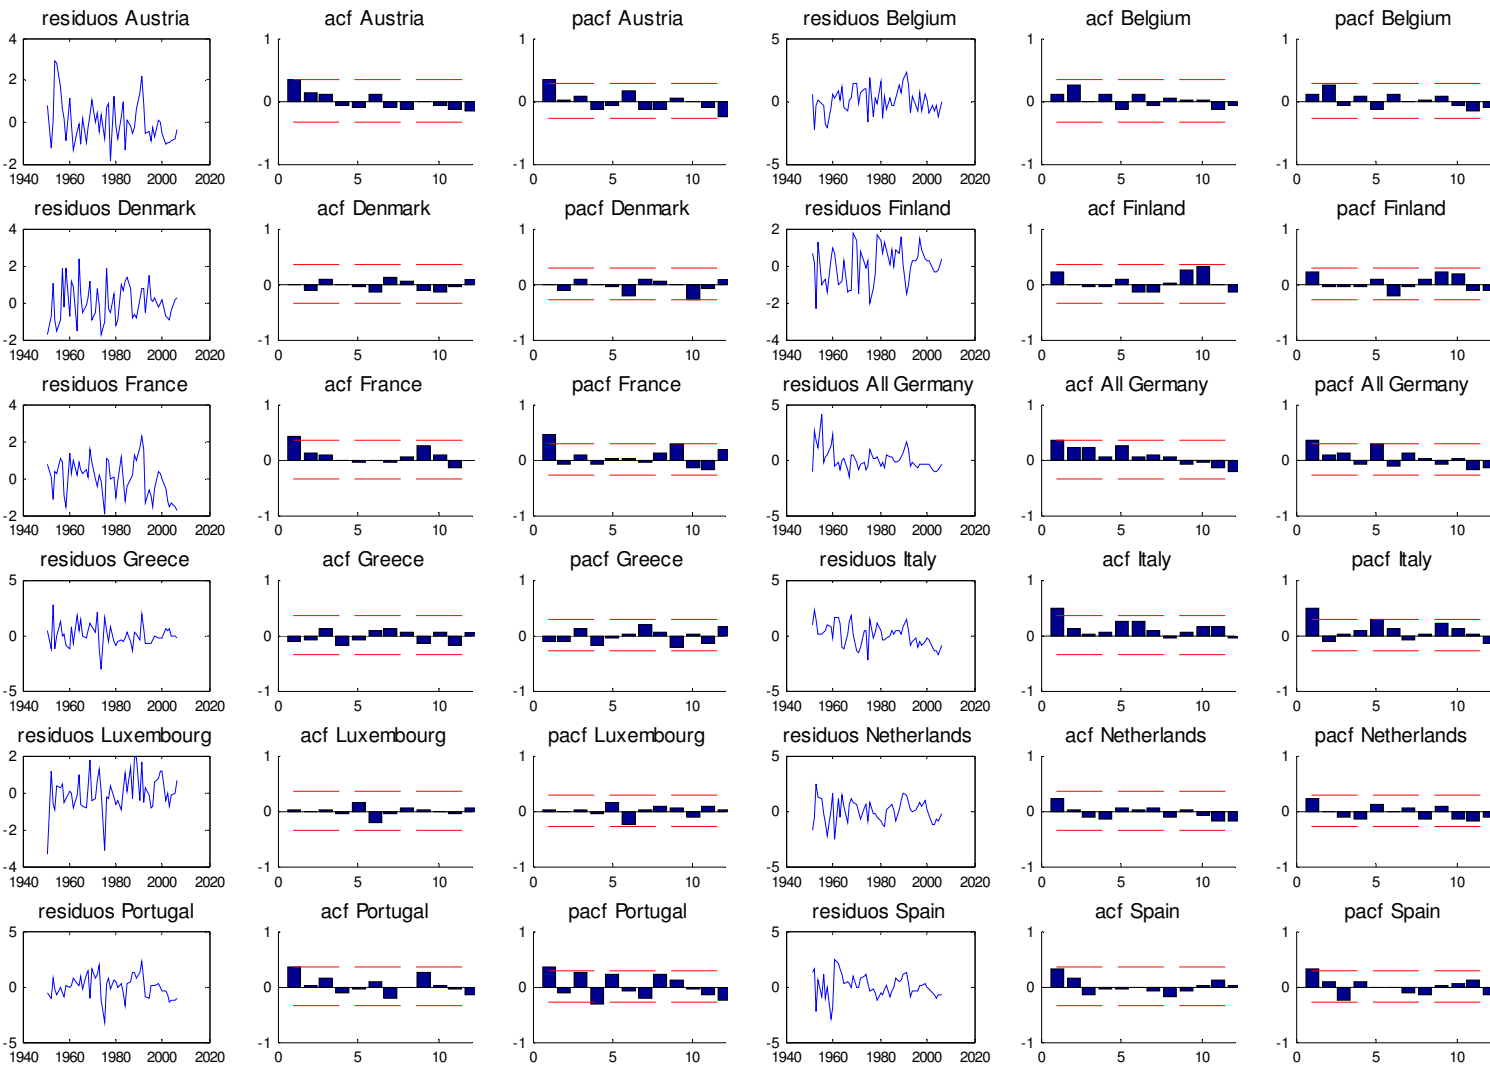 residuos Austria acf Austria pacf Austria residuos Belgium acf Belgium pacf Belgium
4 1 1 5 1 1
2
0 0 0 0 0 0
-2 -1 -1 -5 -1 -1
1940 1960 1980 2000 2020 0 5 10 0 5 10 1940 1960 1980 2000 2020 0 5 10 0 5 10
residuos Denmark acf Denmark pacf Denmark residuos Finland acf Finland pacf Finland
4 1 1 2 1 1
2 0
0 0 0 -2 0 0
-2 -1 -1 -4 -1 -1
1940 1960 1980 2000 2020 0 5 10 0 5 10 1940 1960 1980 2000 2020 0 5 10 0 5 10
residuos France acf France pacf France residuos All Germany acf All Germany pacf All Germany
4 1 1 5 1 1
2
0 0 0 0 0 0
-2 -1 -1 -5 -1 -1
1940 1960 1980 2000 2020 0 5 10 0 5 10 1940 1960 1980 2000 2020 0 5 10 0 5 10
residuos Greece acf Greece pacf Greece residuos Italy acf Italy pacf Italy
5 1 1 5 1 1
0 0 0 0 0 0
-5 -1 -1 -5 -1 -1
1940 1960 1980 2000 2020 0 5 10 0 5 10 1940 1960 1980 2000 2020 0 5 10 0 5 10
residuos Luxembourg acf Luxembourg pacf Luxembourg residuos Netherlands acf Netherlands pacf Netherlands
2 1 1 5 1 1
0
-2 0 0 0 0 0
-4 -1 -1 -5 -1 -1
1940 1960 1980 2000 2020 0 5 10 0 5 10 1940 1960 1980 2000 2020 0 5 10 0 5 10
residuos Portugal acf Portugal pacf Portugal residuos Spain acf Spain pacf Spain
5 1 1 5 1 1
0 0 0 0 0 0
-5 -1 -1 -5 -1 -1
1940 1960 1980 2000 2020 0 5 10 0 5 10 1940 1960 1980 2000 2020 0 5 10 0 5 10